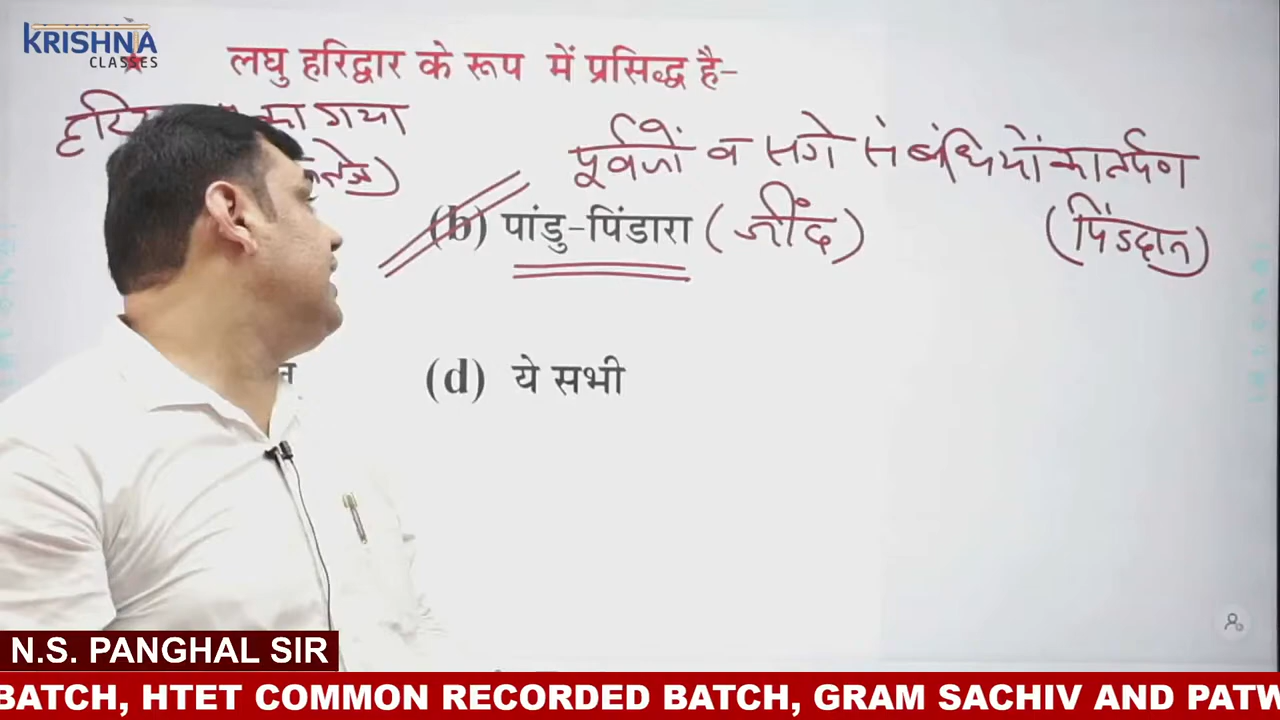 KRISHNA
CLASSES
लघु हरिद्वार के रूप में प्रसिद्ध है-
का गया
पूर्वजों व सगे संबंधियों का तर्पण
(b) पांडु-पिंडारा (जींद)
(पिंडदान)
(d) ये सभी
N.S. PANGHAL SIR
BATCH, HTET COMMON RECORDED BATCH, GRAM SACHIV AND PATW